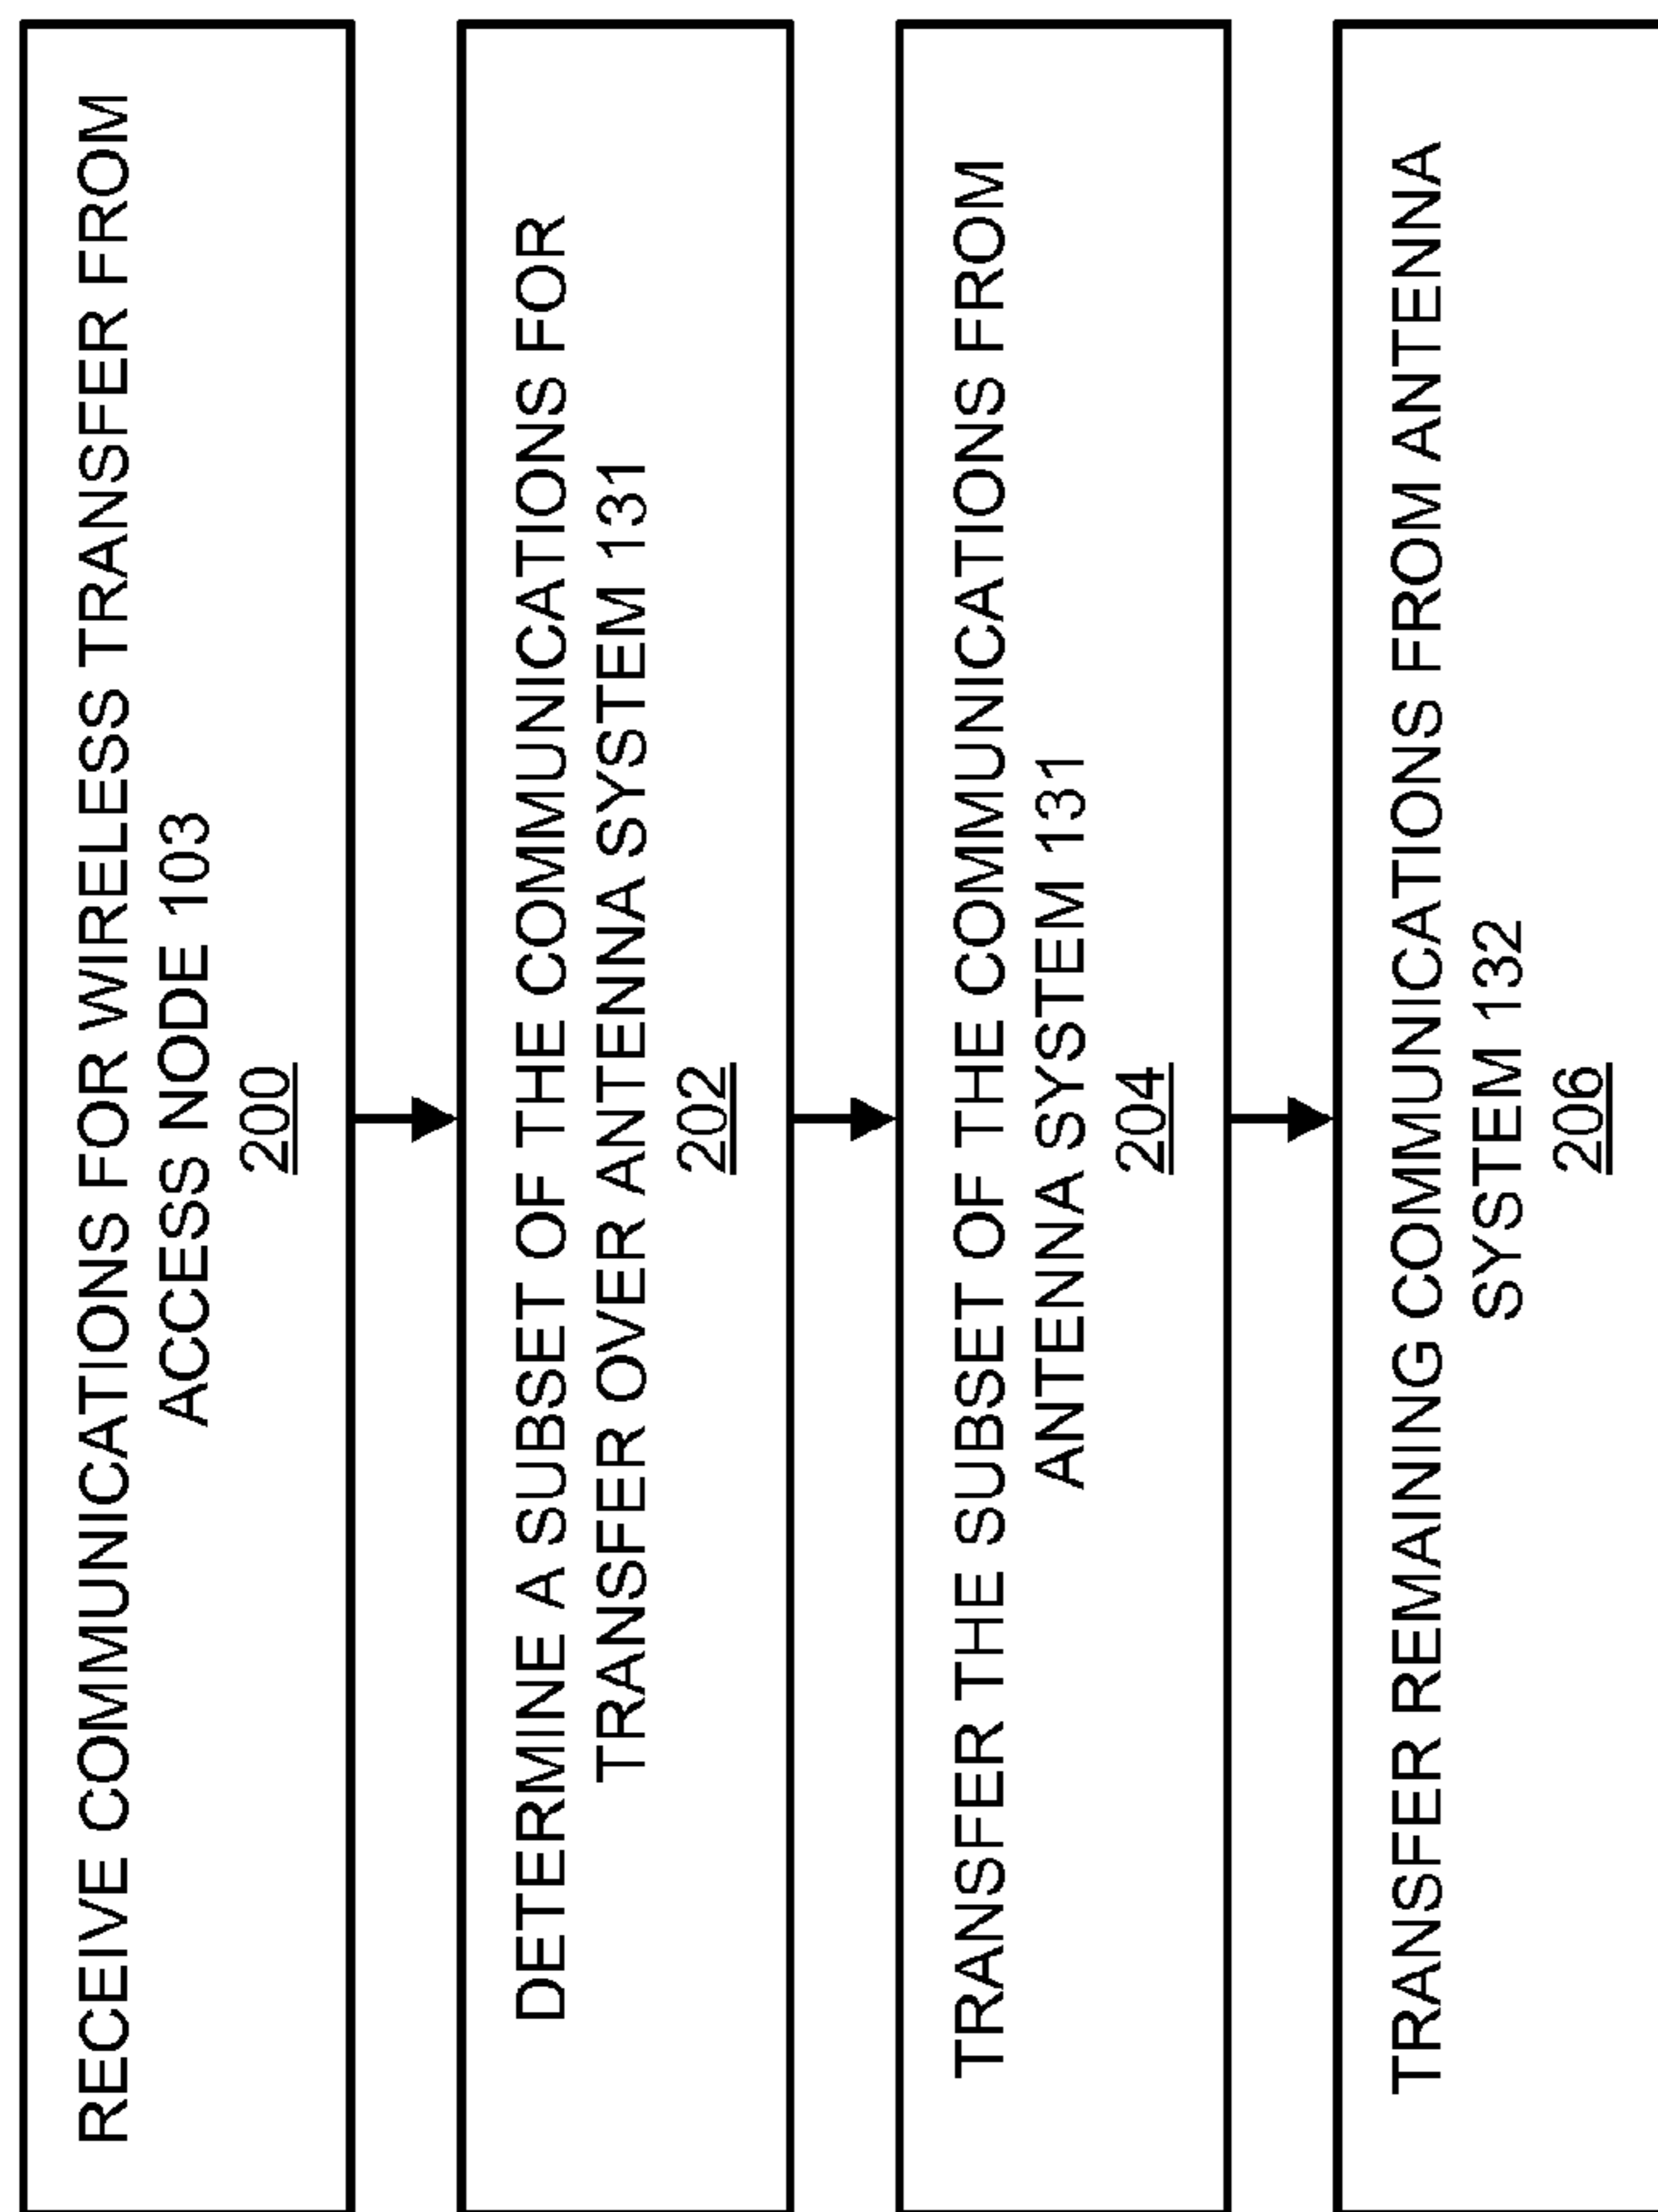 RECEIVE COMMUNICATIONS FOR WIRELESS TRANSFER FROM
ACCESS NODE 103
200
DETERMINE A SUBSET OF THE COMMUNICATIONS FOR
TRANSFER OVER ANTENNA SYSTEM 131
202
TRANSFER THE SUBSET OF THE COMMUNICATIONS FROM
ANTENNA SYSTEM 131
204
TRANSFER REMAINING COMMUNICATIONS FROM ANTENNA
SYSTEM 132
206